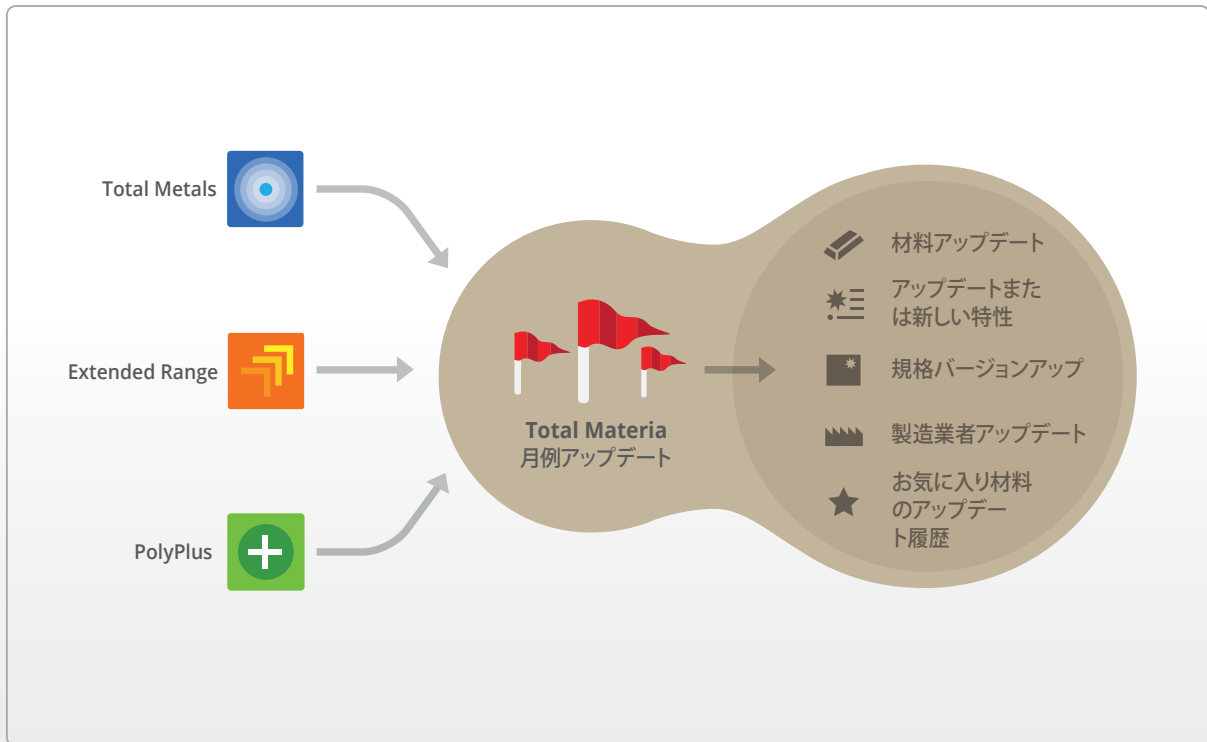 Total Metals
Extended Range
PolyPlus
Total Materia
月例アップデート
材料アップデート
アップデートまた
は新しい特性
規格バージョンアップ
製造業者アップデート
お気に入り材料
のアップデー
ト履歴